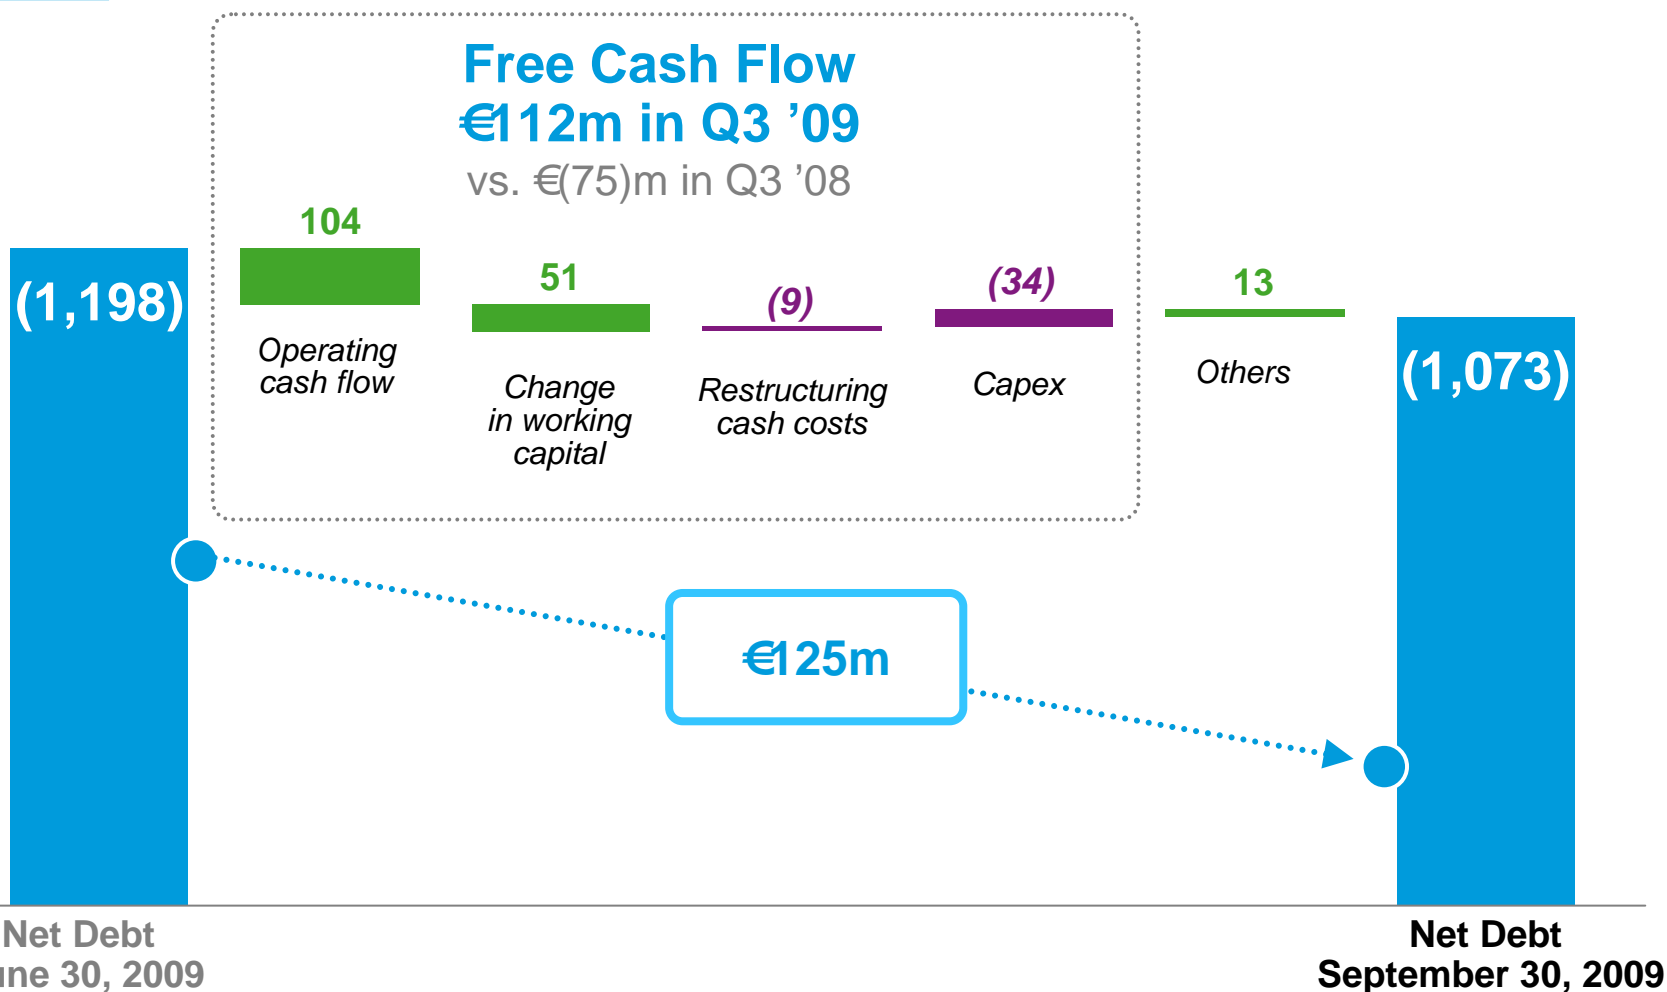 Free Cash Flow
€112m in Q3 ’09
vs. €(75)m in Q3 ’08
(1,198)
104
Operating
cash flow
51
Change
in working
capital
(9)
Restructuring
cash costs
(34)
Capex
13
Others
(1,073)
€125m
Net Debt
30, 2009
Net Debt
September 30, 2009